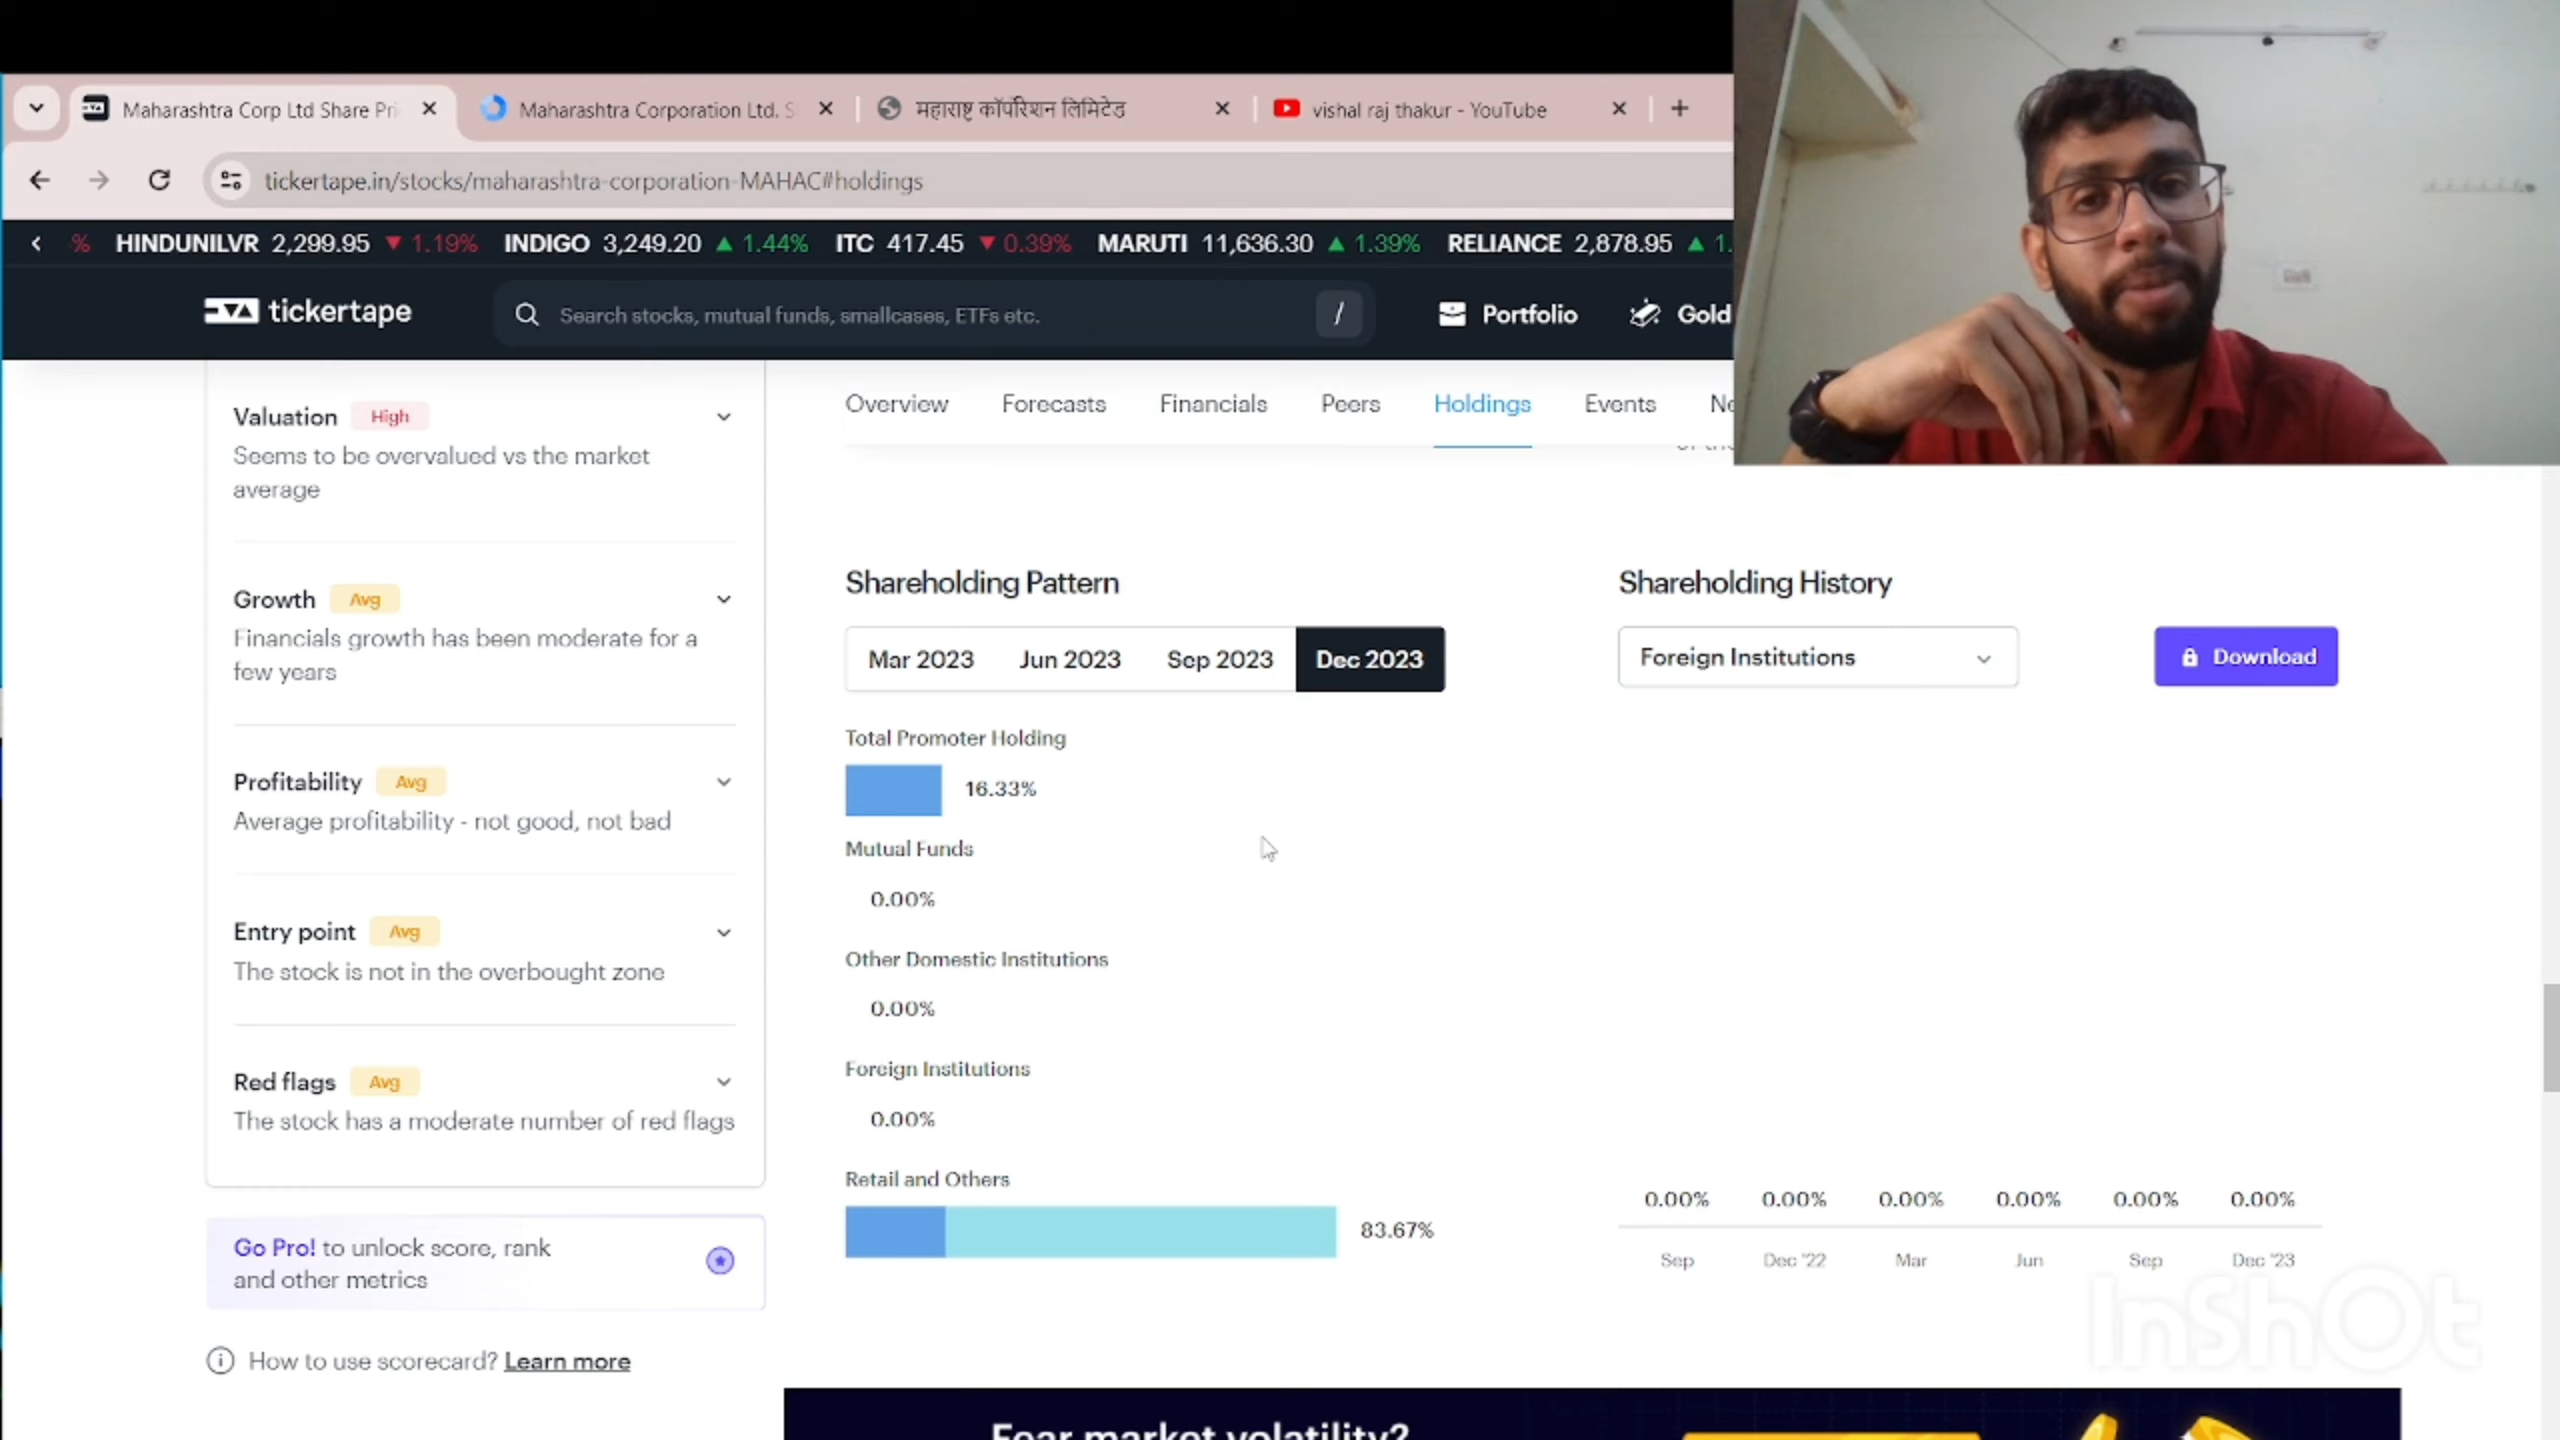 Maharashtra Corp Ltd Share Pri
Maharashtra Corporation Ltd. S
महाराष्ट्र कॉर्पोरेशन लिमिटेड
vishal raj thakur - YouTube
tickertape.in/stocks/maharashtra-corporation-MAHAC#holdings
% HINDUNILVR 2,299.95 ▼ 1.19% INDIGO 3,249.20 ▲ 1.44% ITC 417.45 ▼ 0.39% MARUTI 11,636.30 ▲ 1.39% RELIANCE 2,878.95 ▲ 1.
tickertape
Search stocks, mutual funds, smallcases, ETFs etc.
/
Portfolio
Gold
Overview Forecasts Financials Peers Holdings Events Ne
Valuation High
Seems to be overvalued vs the market
average
Growth Avg
Financials growth has been moderate for a
few years
Profitability Avg
Average profitability - not good, not bad
Entry point Avg
The stock is not in the overbought zone
Red flags Avg
The stock has a moderate number of red flags
Go Pro! to unlock score, rank
and other metrics
How to use scorecard? Learn more
Shareholding Pattern
Mar 2023 Jun 2023 Sep 2023 Dec 2023
Total Promoter Holding
16.33%
Mutual Funds
0.00%
Other Domestic Institutions
0.00%
Foreign Institutions
0.00%
Retail and Others
83.67%
Shareholding History
Foreign Institutions
Download
0.00% 0.00% 0.00% 0.00% 0.00% 0.00%
Sep Dec '22 Mar Jun Sep Dec '23
InShOt
Fear market volatility?